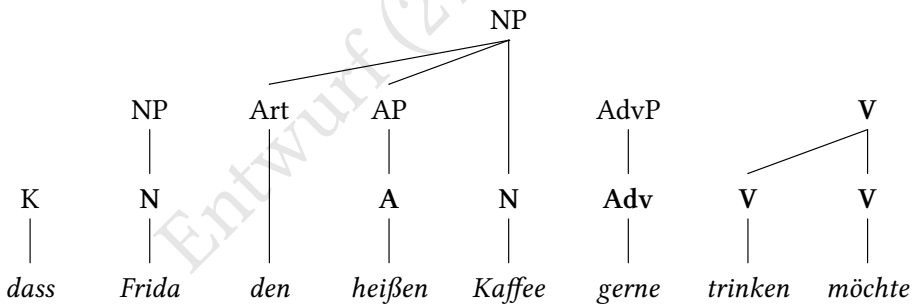 NP
NP Art AP AdvP V
K N A N Adv V V
dass Frida den heißen Kaffee gerne trinken möchte
Entwurf (2